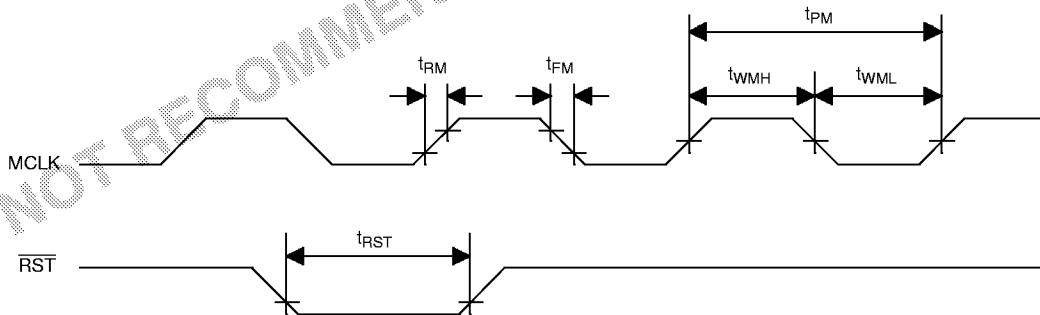 NOT RECOMMEN
tPM
tRM
tFM
tWMH
tWML
MCLK
tRST
RST